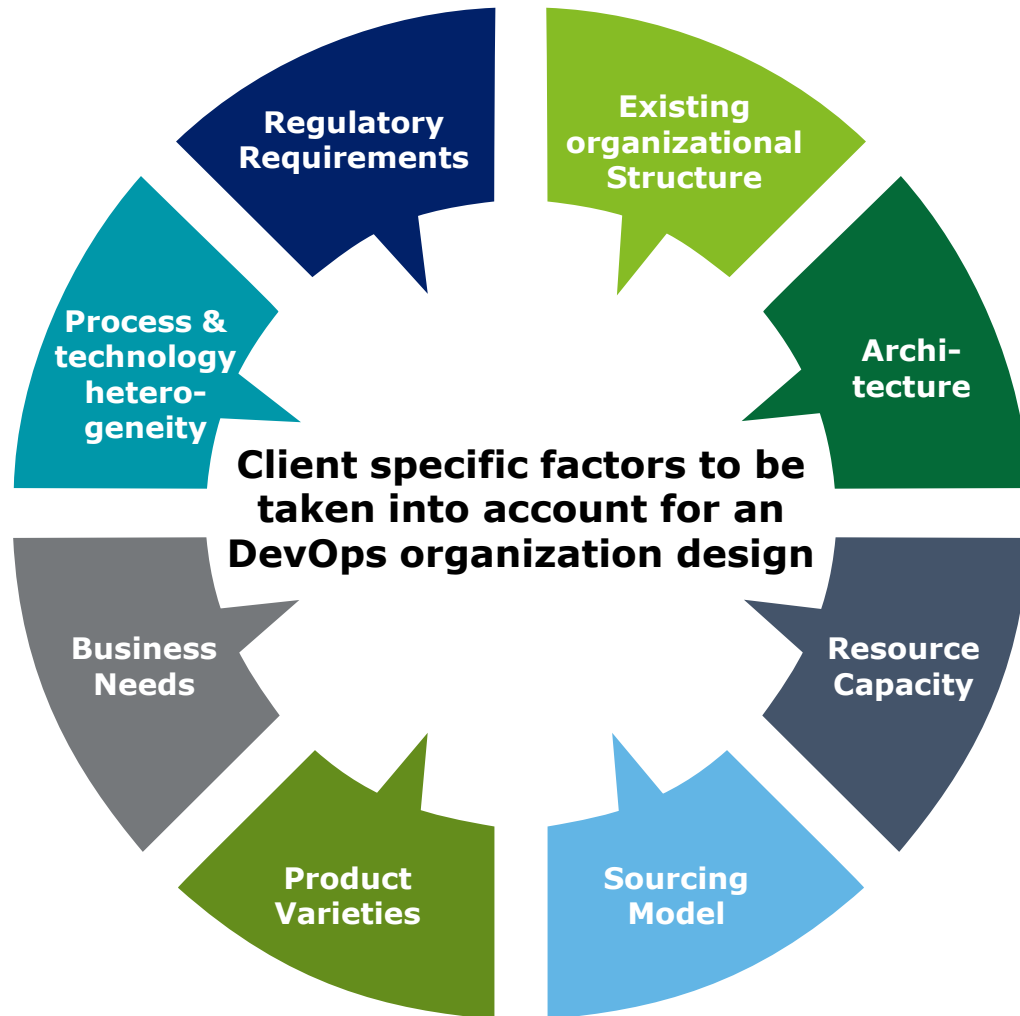 Regulatory
Requirements
Existing
organizational
Structure
Process &
technology
hetero-
geneity
Archi-
tecture
Client specific factors to be
taken into account for an
DevOps organization design
Business
Needs
Resource
Capacity
Product
Varieties
Sourcing
Model